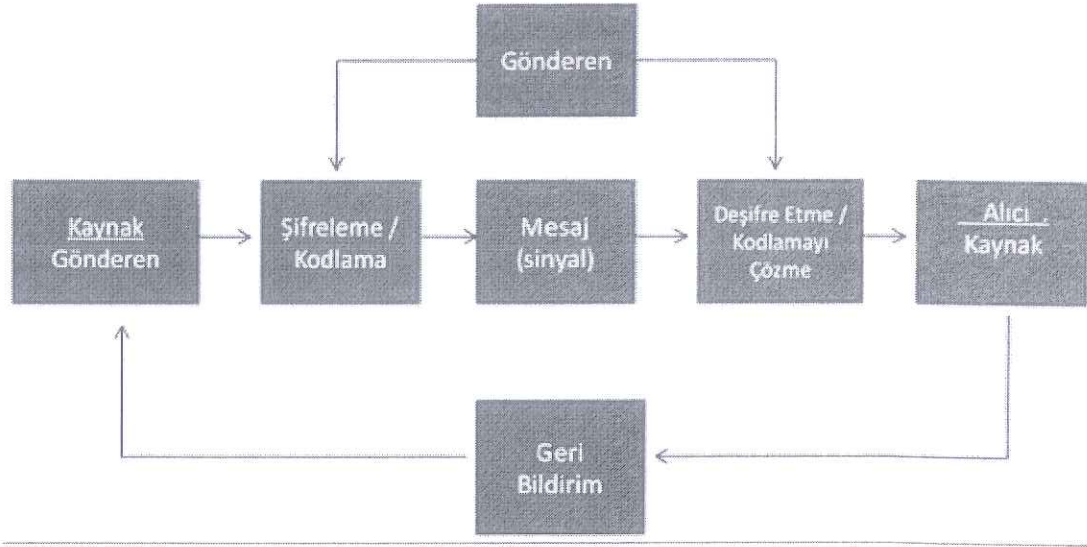 Gönderen
Kaynak
Gönderen
Şifreleme /
Kodlama
Mesaj
(sinyal)
Deşifre Etme /
Kodlamayı
Çözme
Alıcı .
Kaynak
Geri
Bildirim